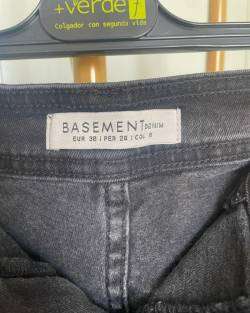 +verde
Colgador con segunda vida
BASEMENT DENIM
EUR 38 | PER 28 | COL 8